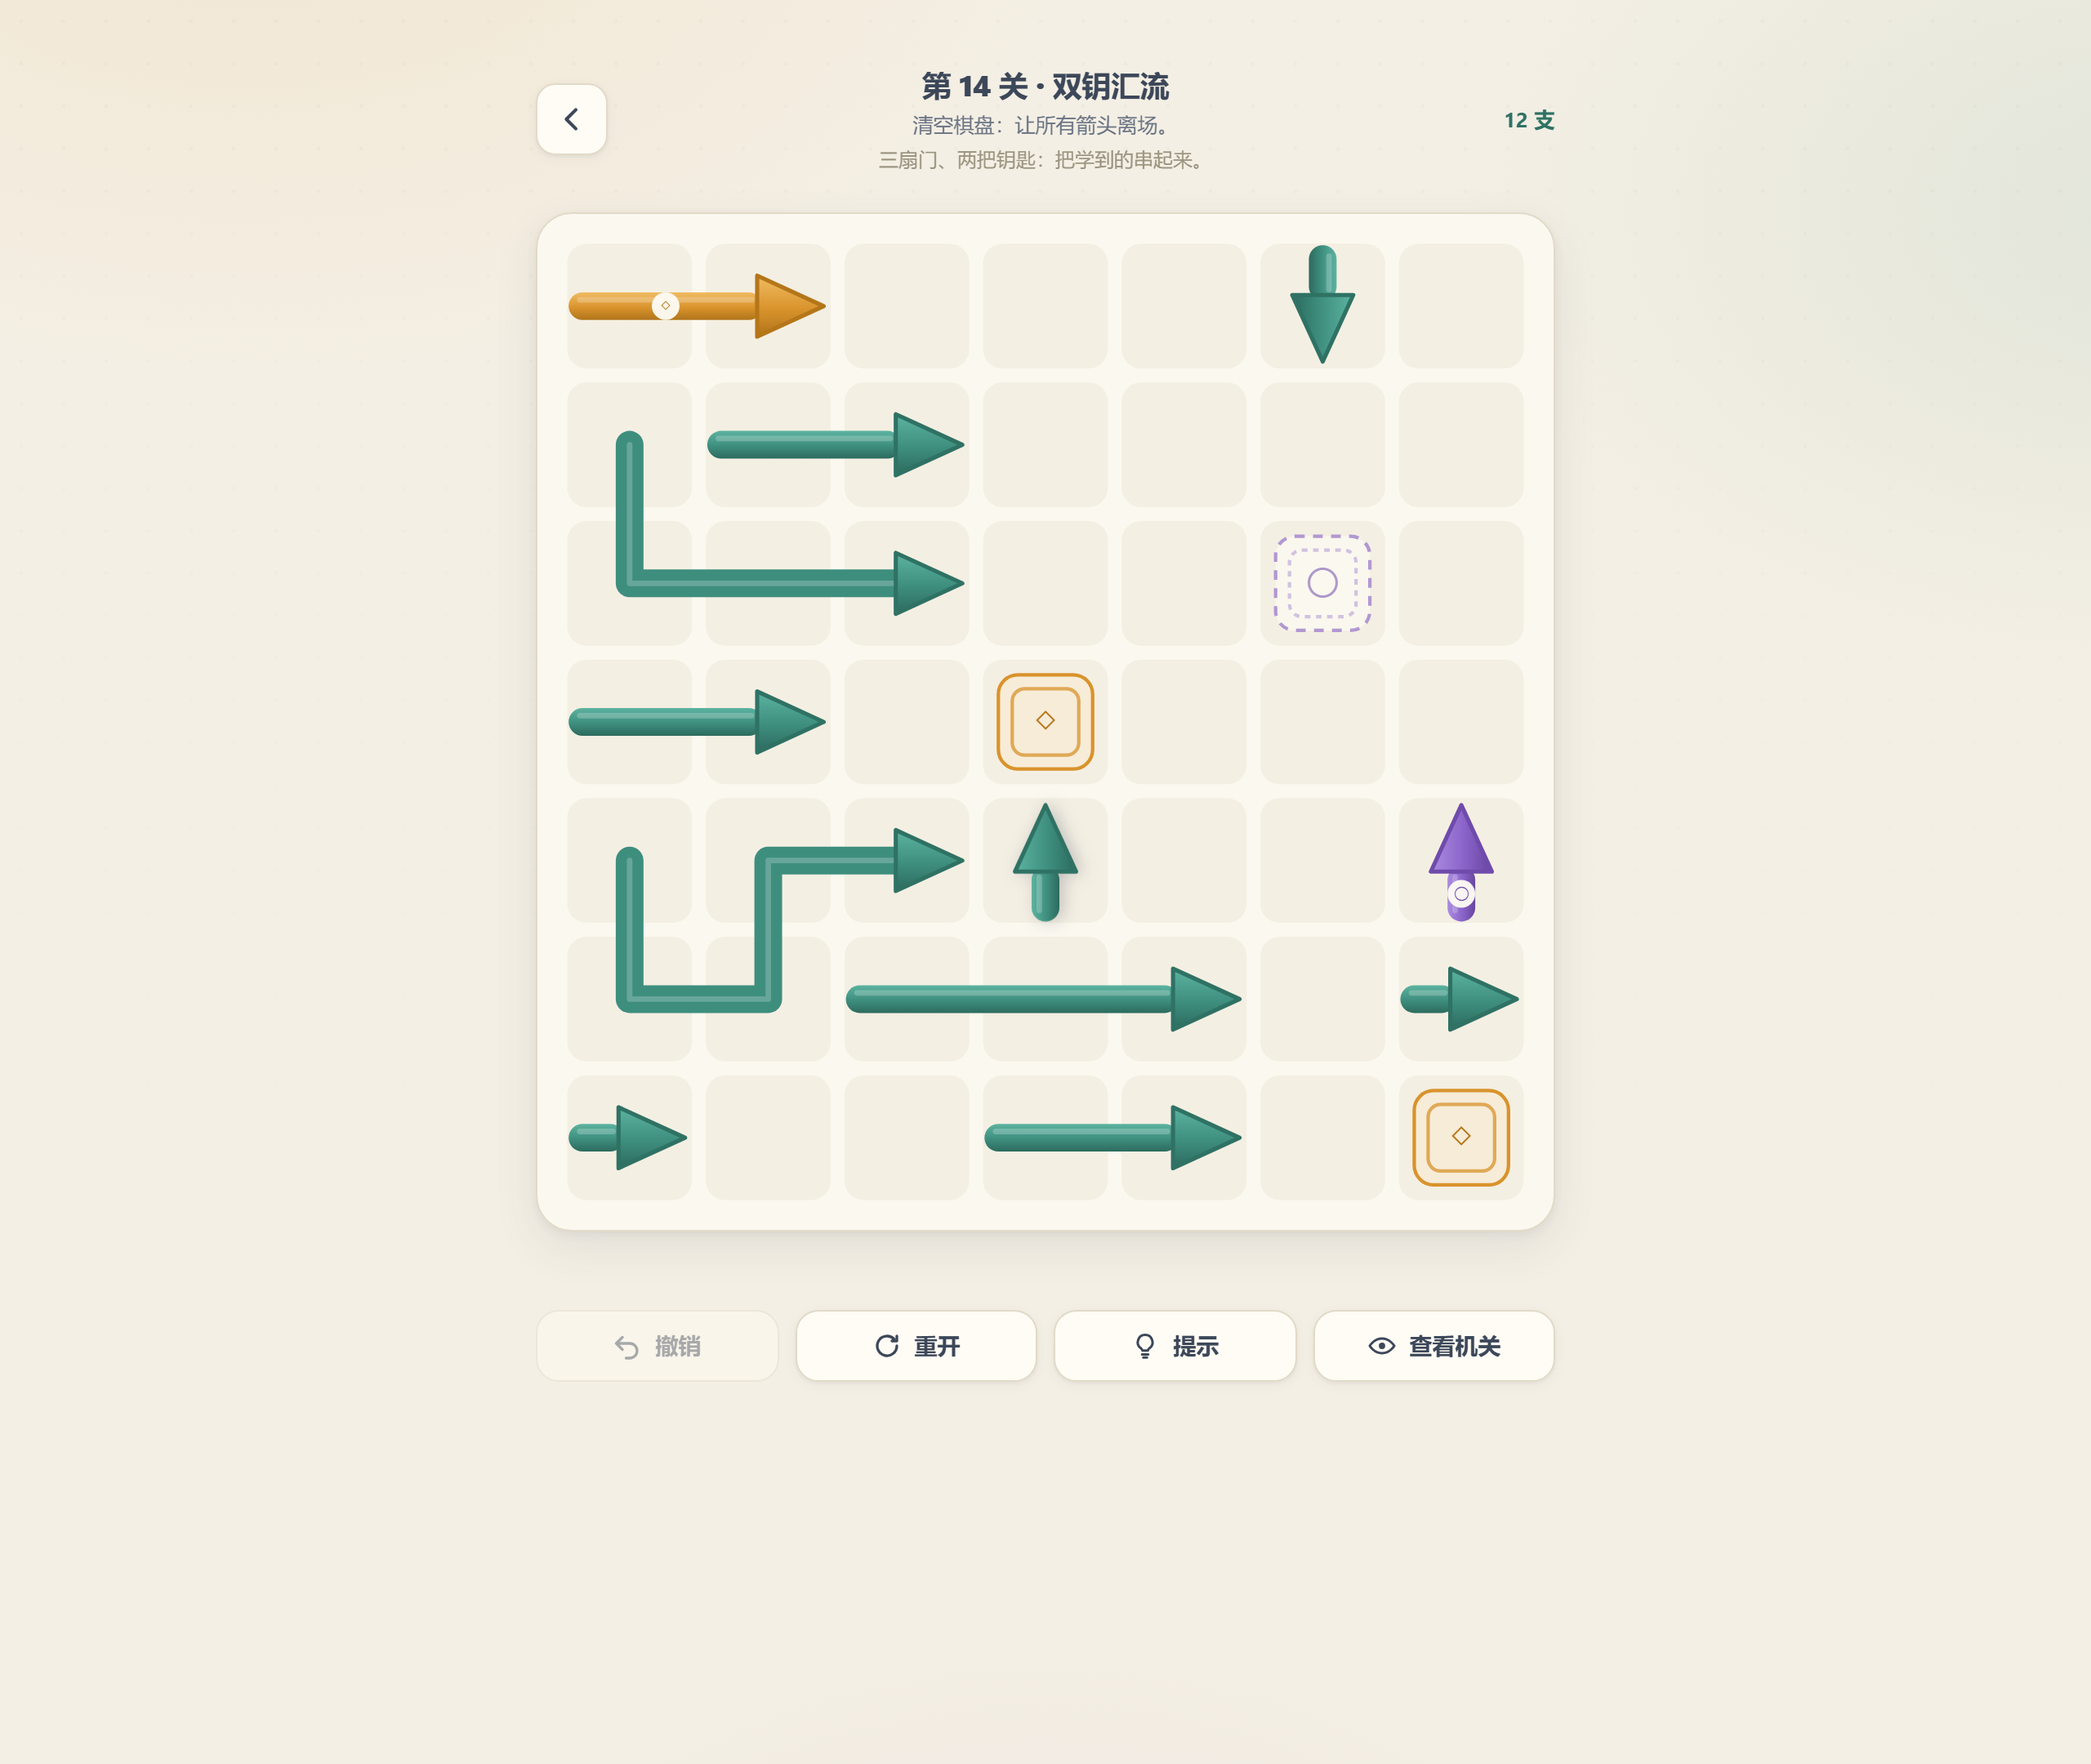 第 14 关 · 双钥汇流
清空棋盘：让所有箭头离场。
三扇门、两把钥匙：把学到的串起来。
12 支
撤销
重开
提示
查看机关